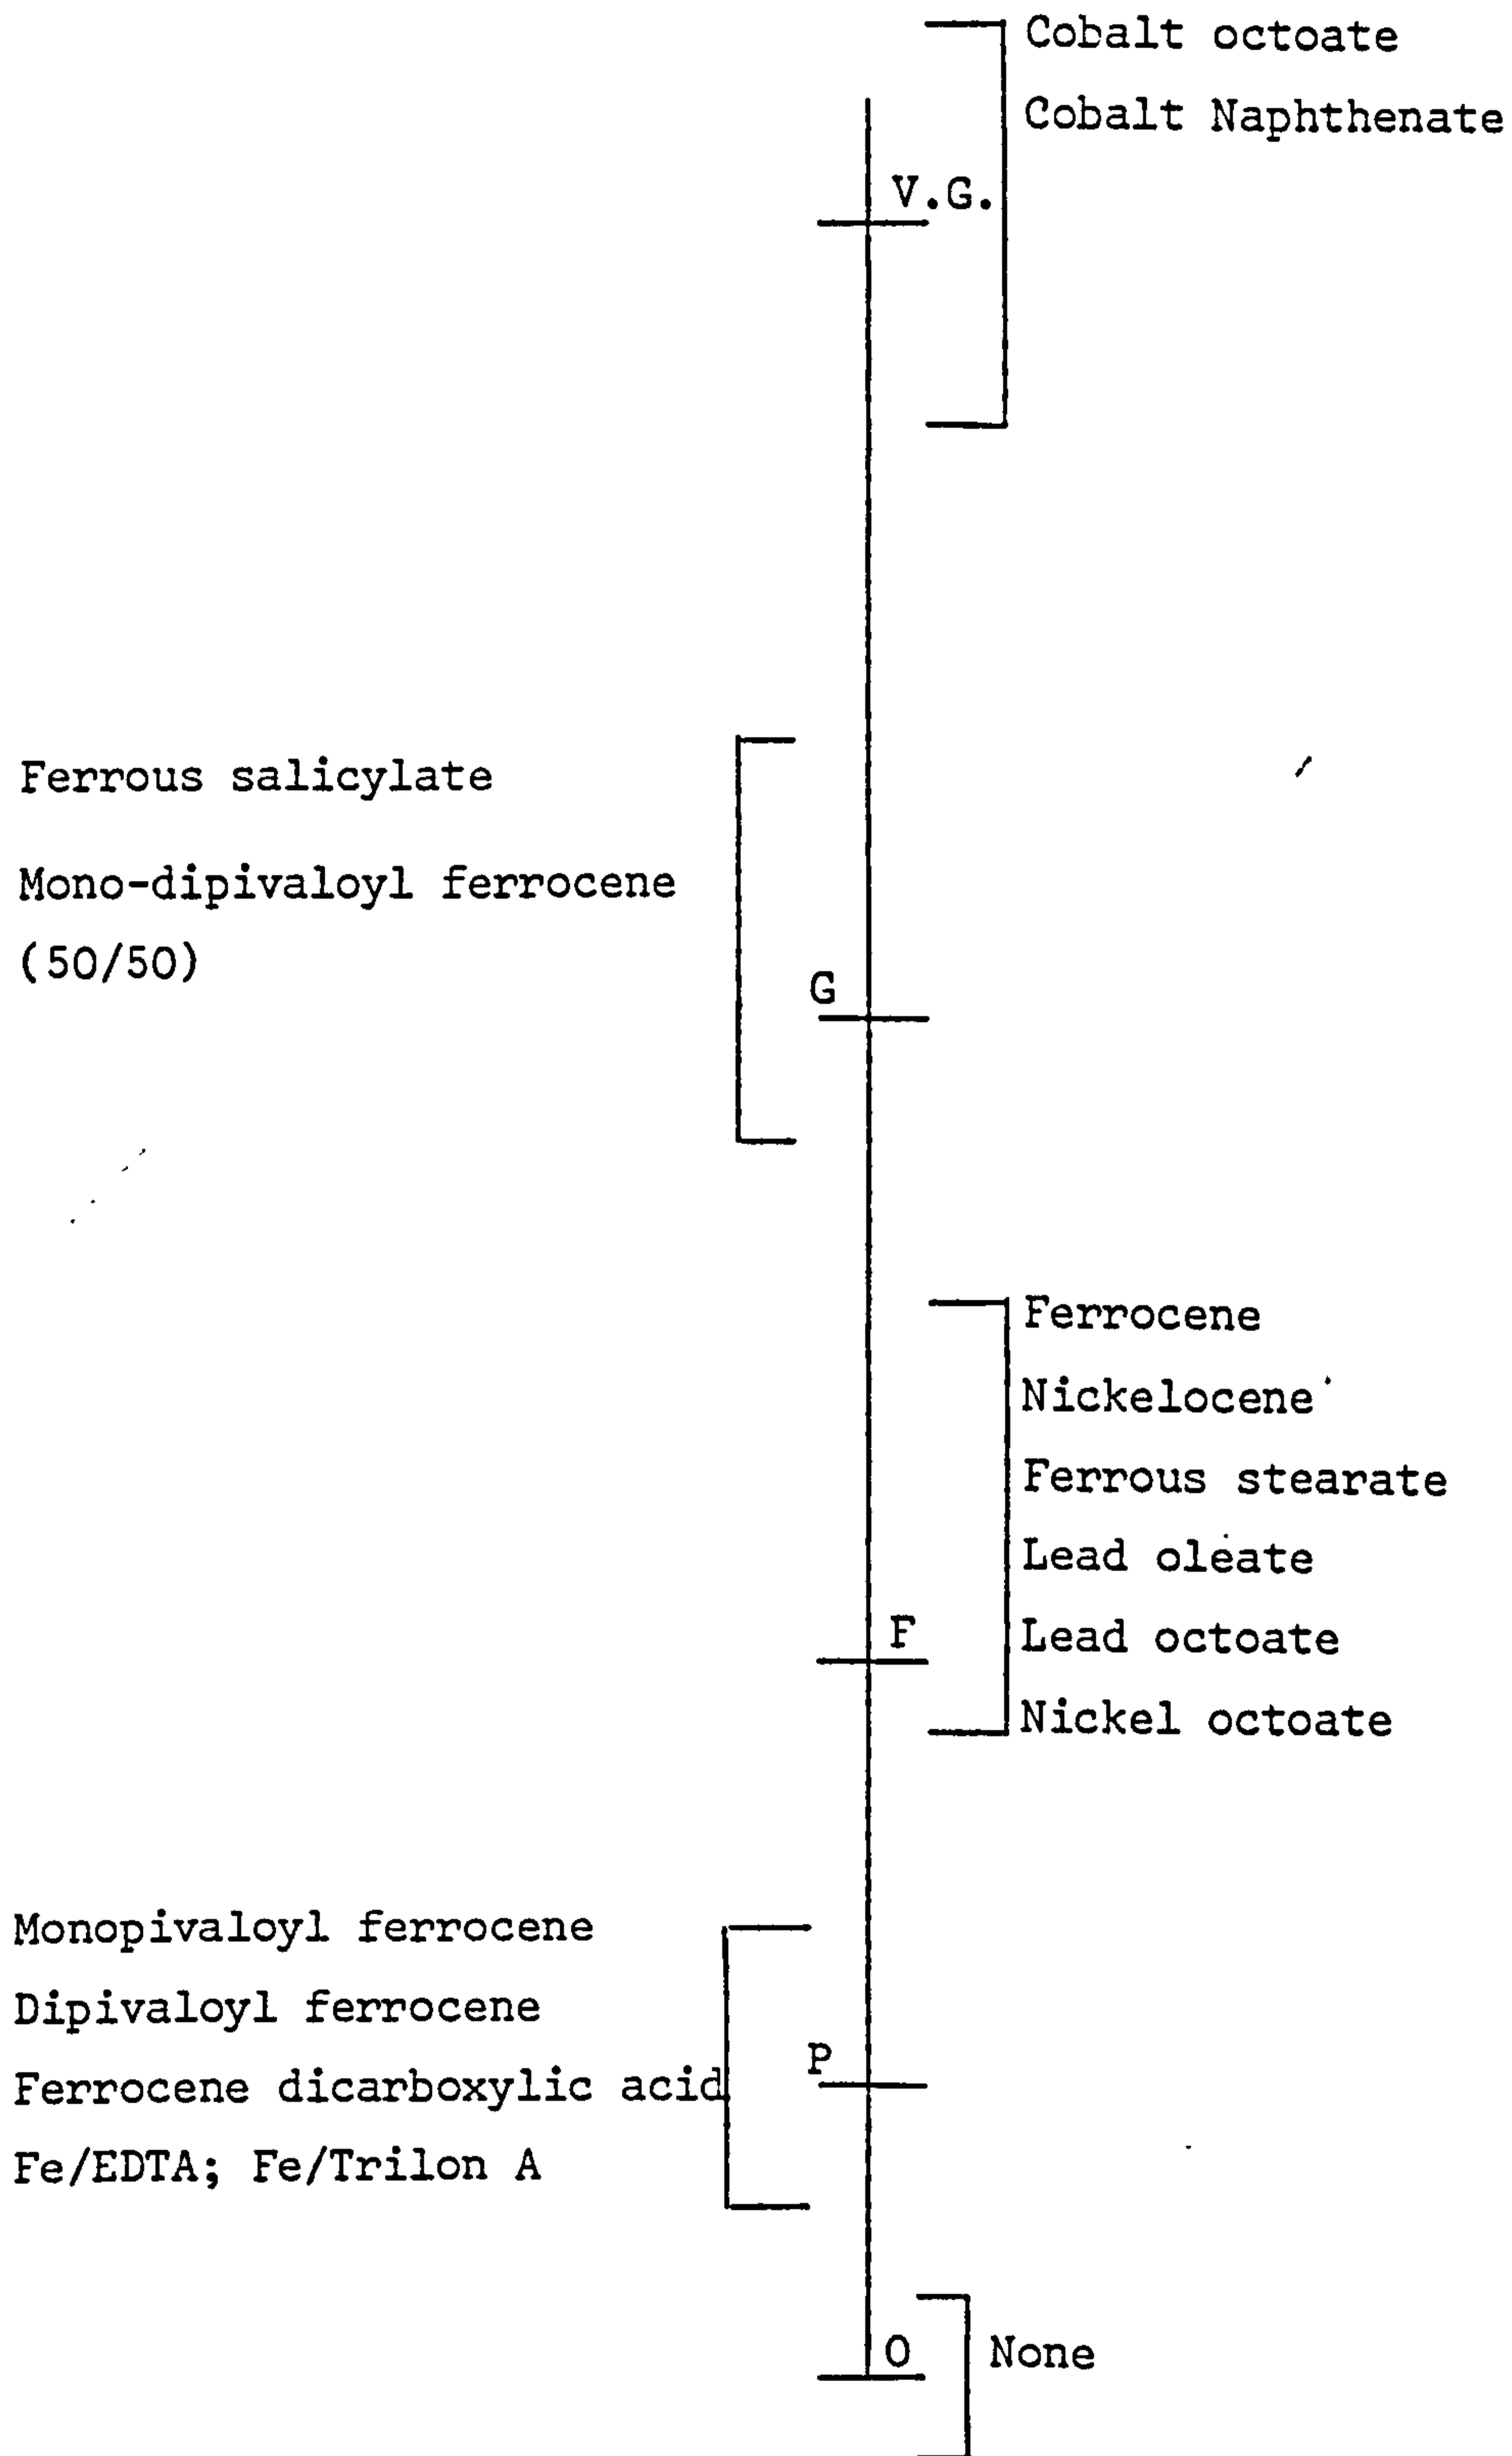 Cobalt octoate
Cobalt Naphthenate
V.G.
Ferrous salicylate
Mono-dipivaloyl ferrocene
(50/50)
G
Ferrocene
Nickelocene
Ferrous stearate
Lead oleate
Lead octoate
F
Nickel octoate
Monopivaloyl ferrocene
Dipivaloyl ferrocene
Ferrocene dicarboxylic acid
P
Fe/EDTA; Fe/Trilon A
O
None